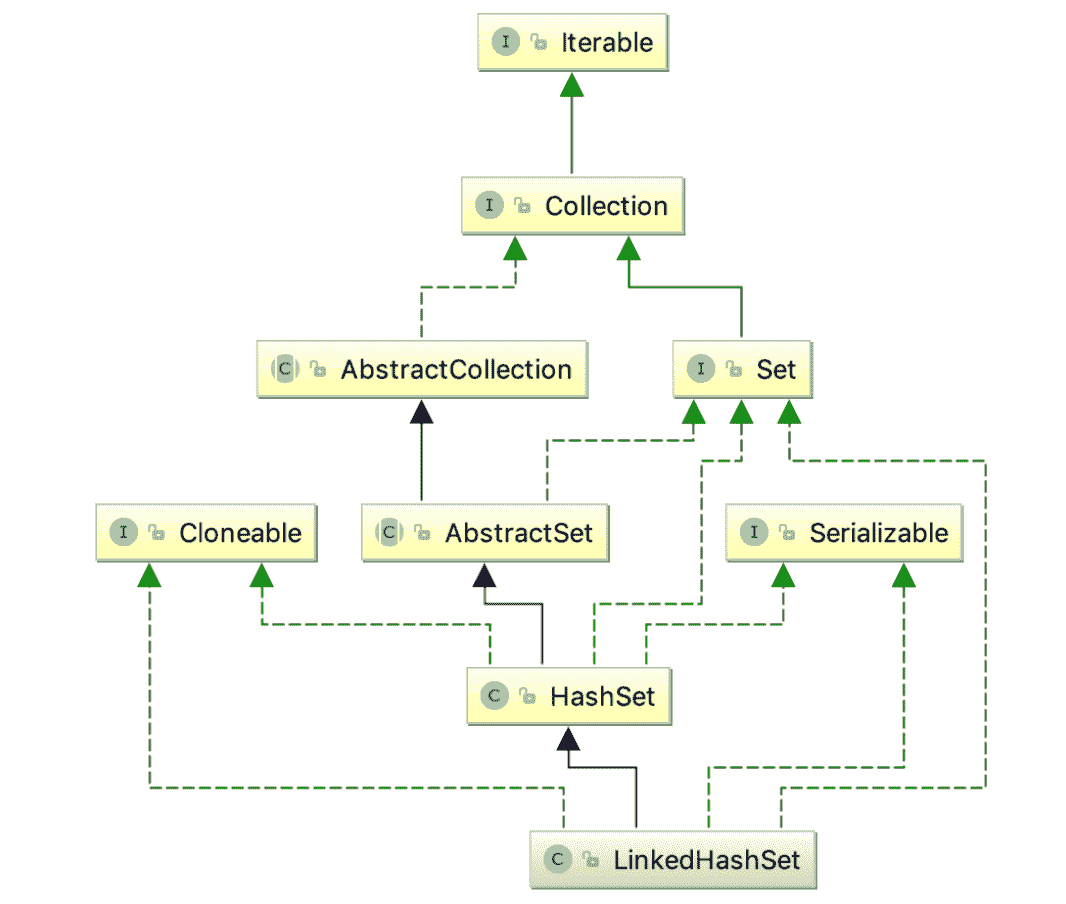 I Iterable
I Collection
C AbstractCollection
I Set
I Cloneable
C AbstractSet
I Serializable
C HashSet
C LinkedHashSet